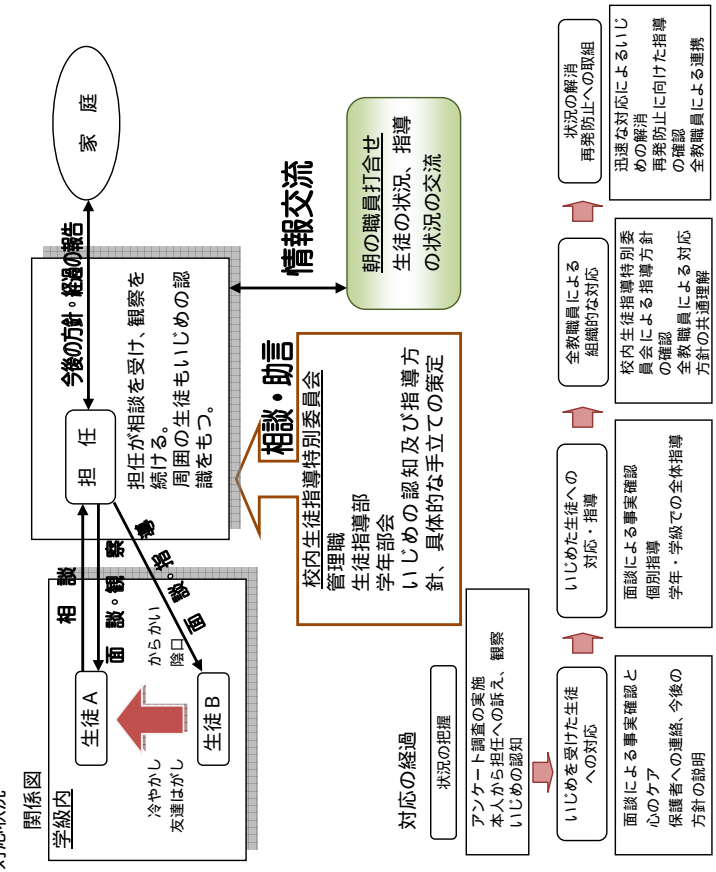 関係図
学級内
生徒A
冷やかし
友達はがし
からかい
陰口
生徒B
相 談
面 談・観 察
面 談・指 導
担 任
担任が相談を受け、観察を
続ける。
周囲の生徒もいじめの認
識をもつ。
今後の方針・経過の報告
家 庭
相談・助言
校内生徒指導特別委員会
管理職
生徒指導部
学年部会
いじめの認知及び指導方
針、具体的な手立ての策定
情報交流
朝の職員打合せ
生徒の状況、指導
の状況の交流
対応の経過
状況の把握
アンケート調査の実施
本人から担任への訴え、観察
いじめの認知
いじめを受けた生徒
への対応
面談による事実確認と
心のケア
保護者への連絡、今後の
方針の説明
いじめた生徒への
対応・指導
面談による事実確認
個別指導
学年・学級での全体指導
全教職員による
組織的な対応
校内生徒指導特別委
員会による指導方針
の確認
全教職員による対応
方針の共通理解
状況の解消
再発防止への取組
迅速な対応によるいじ
めの解消
再発防止に向けた指導
の確認
全教職員による連携